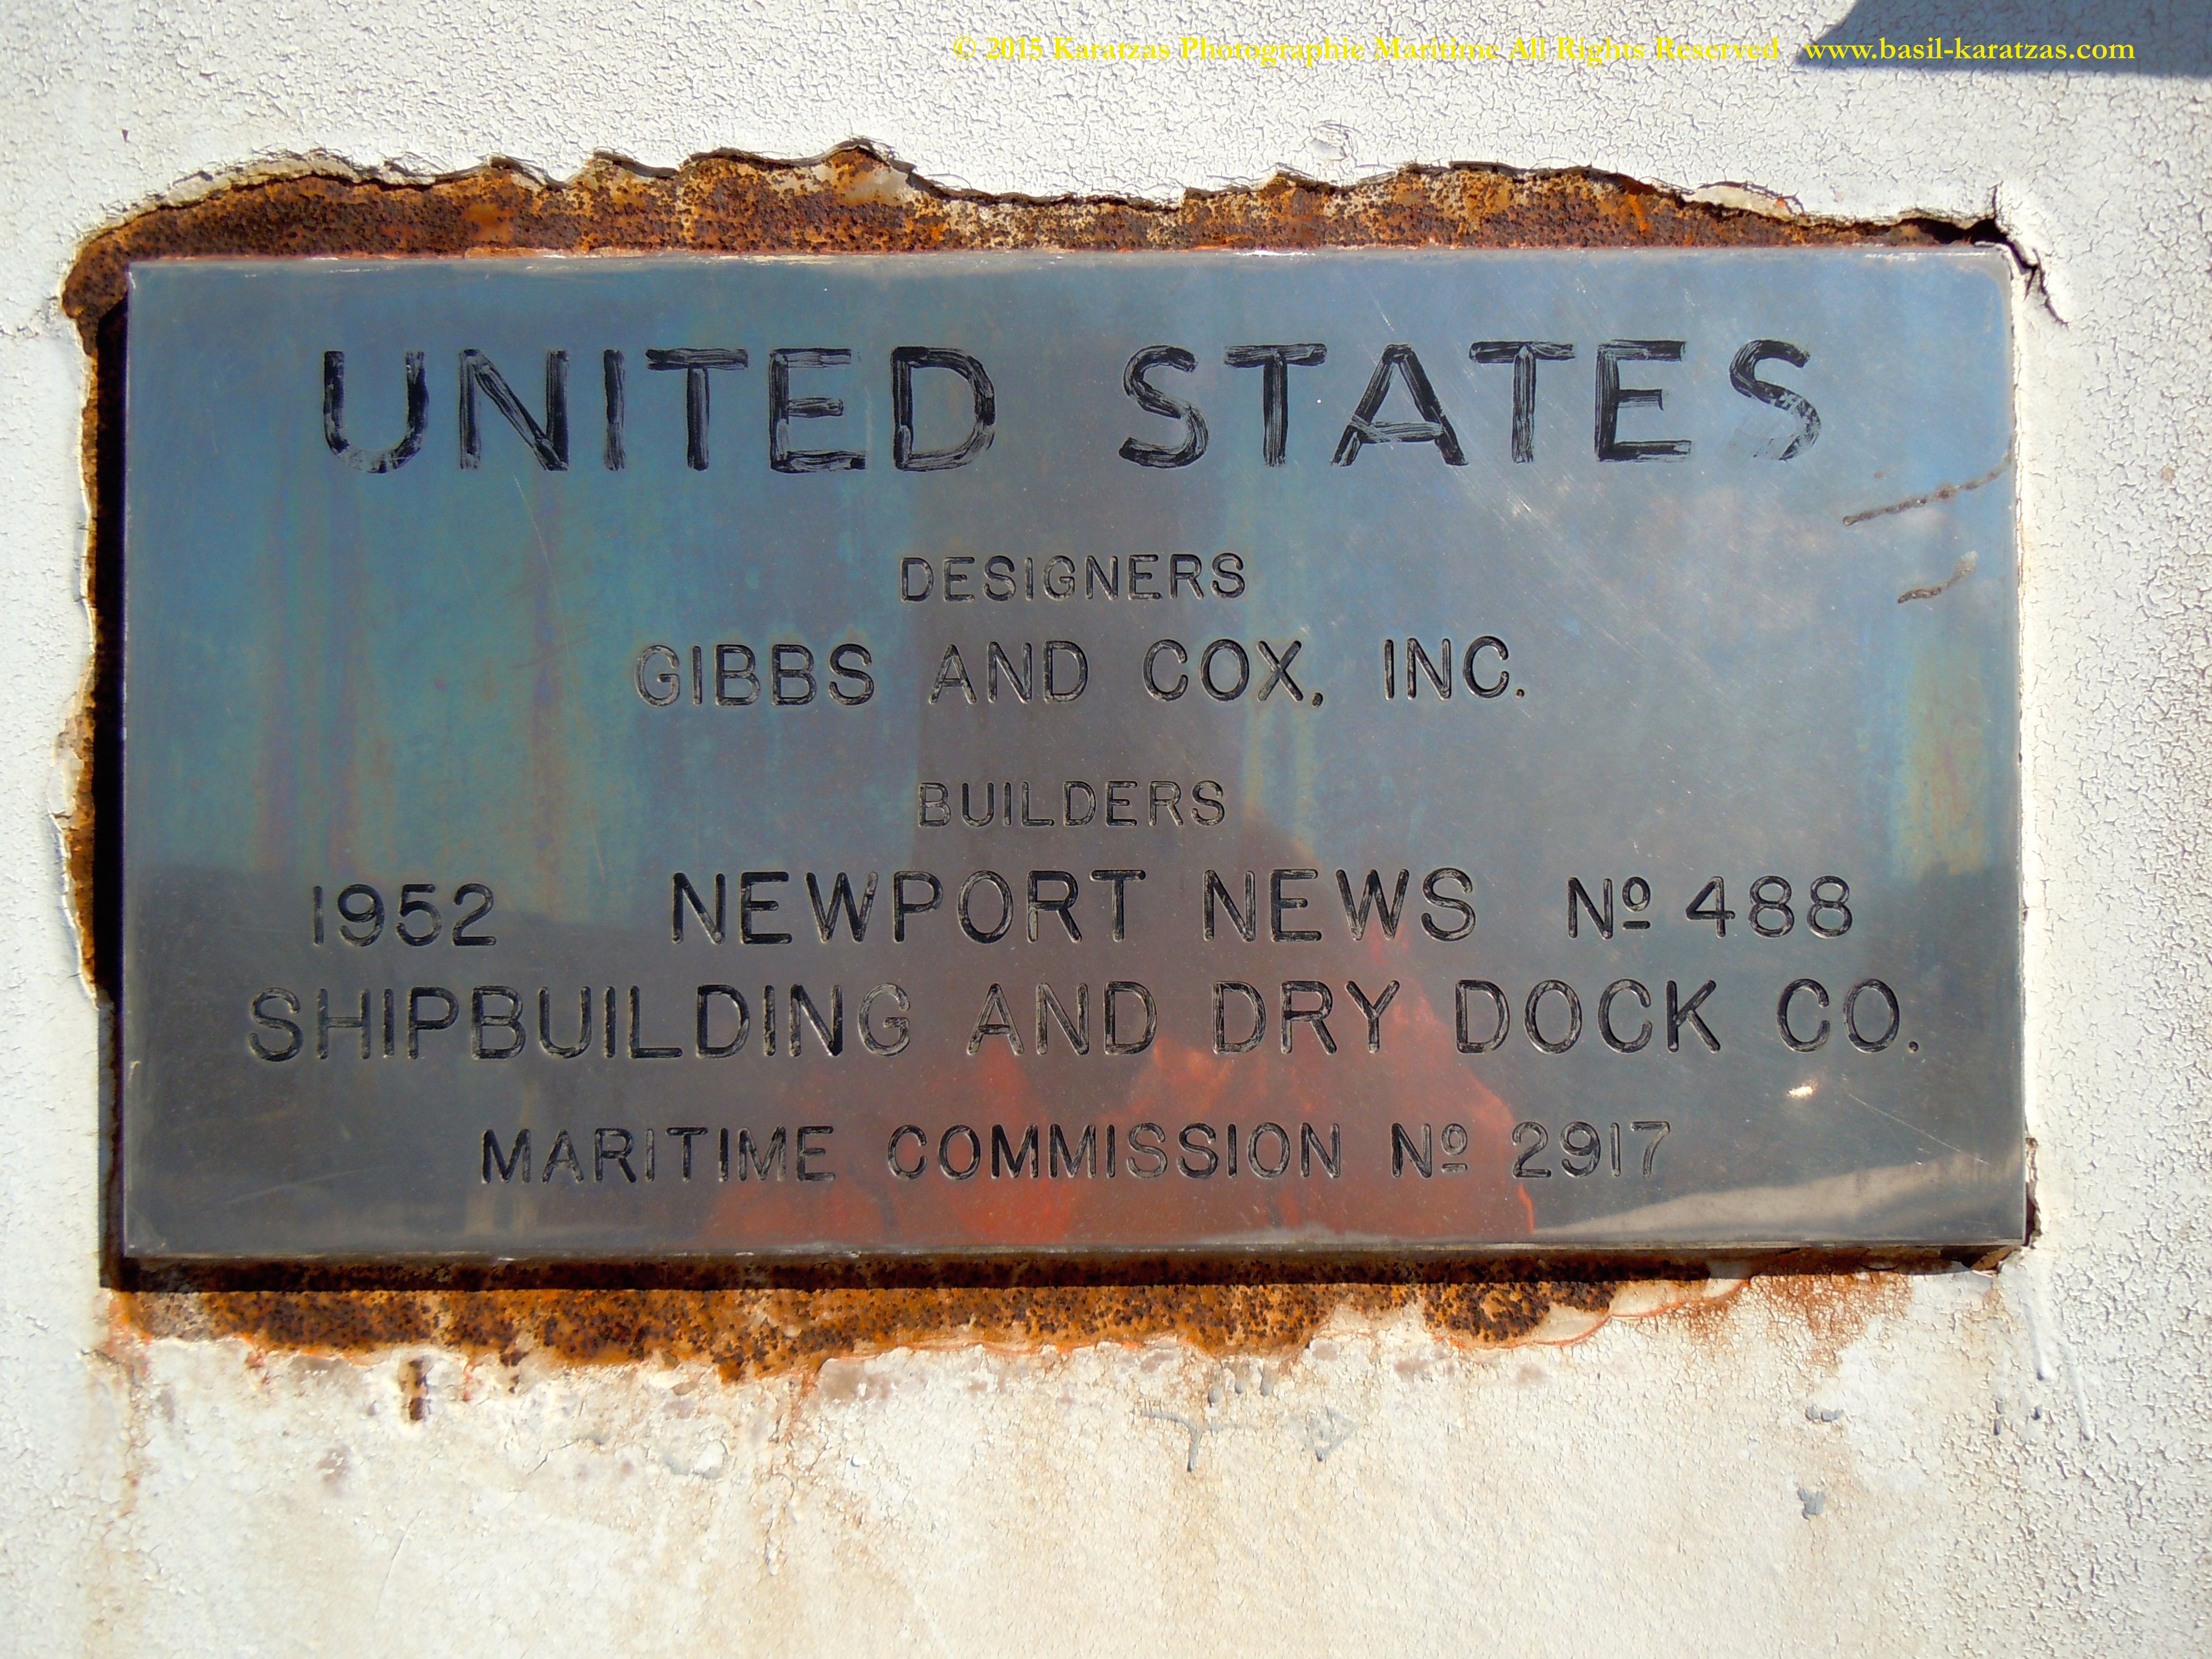 © 2015 Karatzas Photographie Maritime All Rights Reserved www.basil-karatzas.com
UNITED STATES
DESIGNERS
GIBBS AND COX, INC.
BUILDERS
1952 NEWPORT NEWS Nº 488
SHIPBUILDING AND DRY DOCK CO.
MARITIME COMMISSION Nº 2917